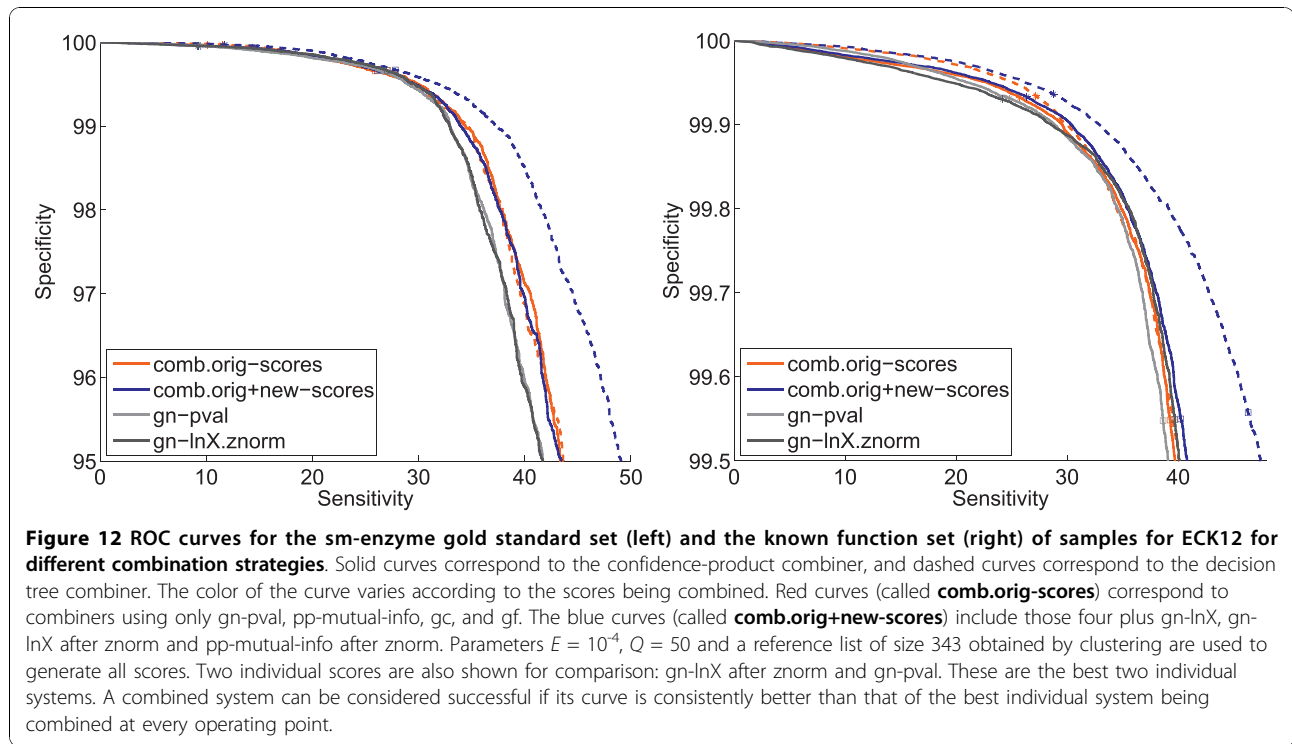 100
99
98
97
96
95
Specificity
0
10
20
30
40
50
Sensitivity
comb.orig−scores
comb.orig+new−scores
gn−pval
gn−lnX.znorm
100
99.9
99.8
99.7
99.6
99.5
Specificity
0
10
20
30
40
Sensitivity
comb.orig−scores
comb.orig+new−scores
gn−pval
gn−lnX.znorm
Figure 12 ROC curves for the sm-enzyme gold standard set (left) and the known function set (right) of samples for ECK12 for
different combination strategies. Solid curves correspond to the confidence-product combiner, and dashed curves correspond to the decision
tree combiner. The color of the curve varies according to the scores being combined. Red curves (called comb.orig-scores) correspond to
combiners using only gn-pval, pp-mutual-info, gc, and gf. The blue curves (called comb.orig+new-scores) include those four plus gn-lnX, gn-
lnX after znorm and pp-mutual-info after znorm. Parameters E = 10⁻⁴, Q = 50 and a reference list of size 343 obtained by clustering are used to
generate all scores. Two individual scores are also shown for comparison: gn-lnX after znorm and gn-pval. These are the best two individual
systems. A combined system can be considered successful if its curve is consistently better than that of the best individual system being
combined at every operating point.